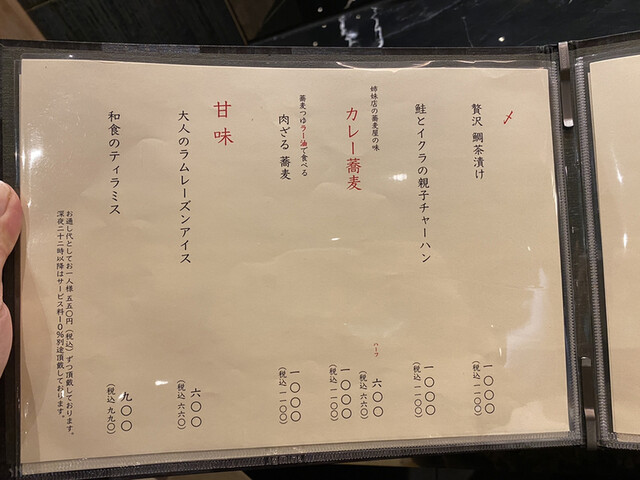 〆
贅沢 鯛茶漬け
一〇〇〇
(税込 一一〇〇)
鮭とイクラの親子チャーハン
一〇〇〇
(税込 一一〇〇)
姉妹店の蕎麦屋の味
カレー蕎麦
ハーフ
六〇〇
(税込 六六〇)
一〇〇〇
(税込 一一〇〇)
蕎麦つゆラー油で食べる
肉ざる 蕎麦
一〇〇〇
(税込 一一〇〇)
甘味
大人のラムレーズンアイス
六〇〇
(税込 六六〇)
和食のティラミス
九〇〇
(税込 九九〇)
お通し代としてお一人様 五五〇円(税込)ずつ頂戴しております。
深夜二十二時以降はサービス料10%別途頂戴しております。